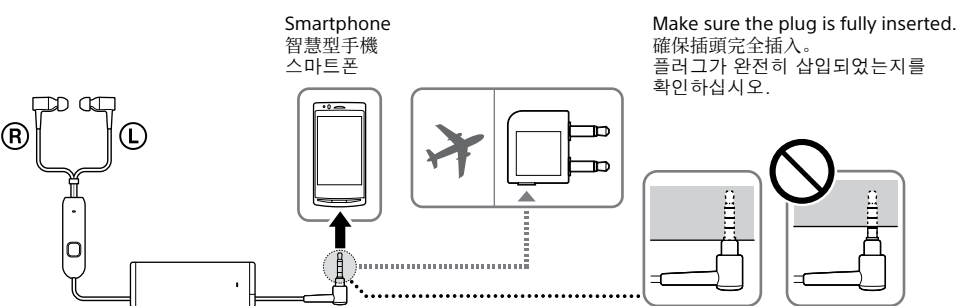 Smartphone
智慧型手機
스마트폰
Make sure the plug is fully inserted.
確保插頭完全插入。
플러그가 완전히 삽입되었는지를
확인하십시오.
R
L